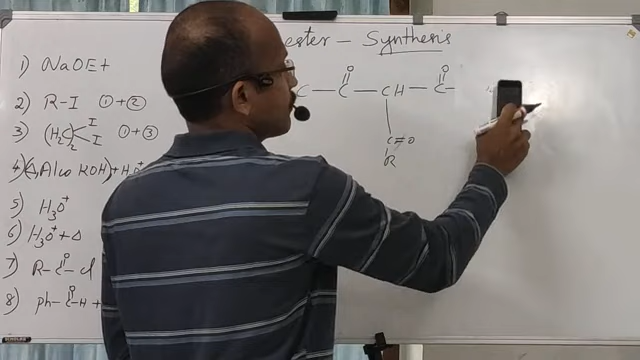 ester – Synthesis
1) NaOEt
2) R-I ①+②
3) (H₂C)₂ I I ①+③
4) (Δ, Alco KOH) + H₃O⁺
5) H₃O⁺
6) H₃O⁺ + Δ
7) R–C–Cl
O
8) ph–C–H +
O
C – C – CH – C –
O O
C=O
R